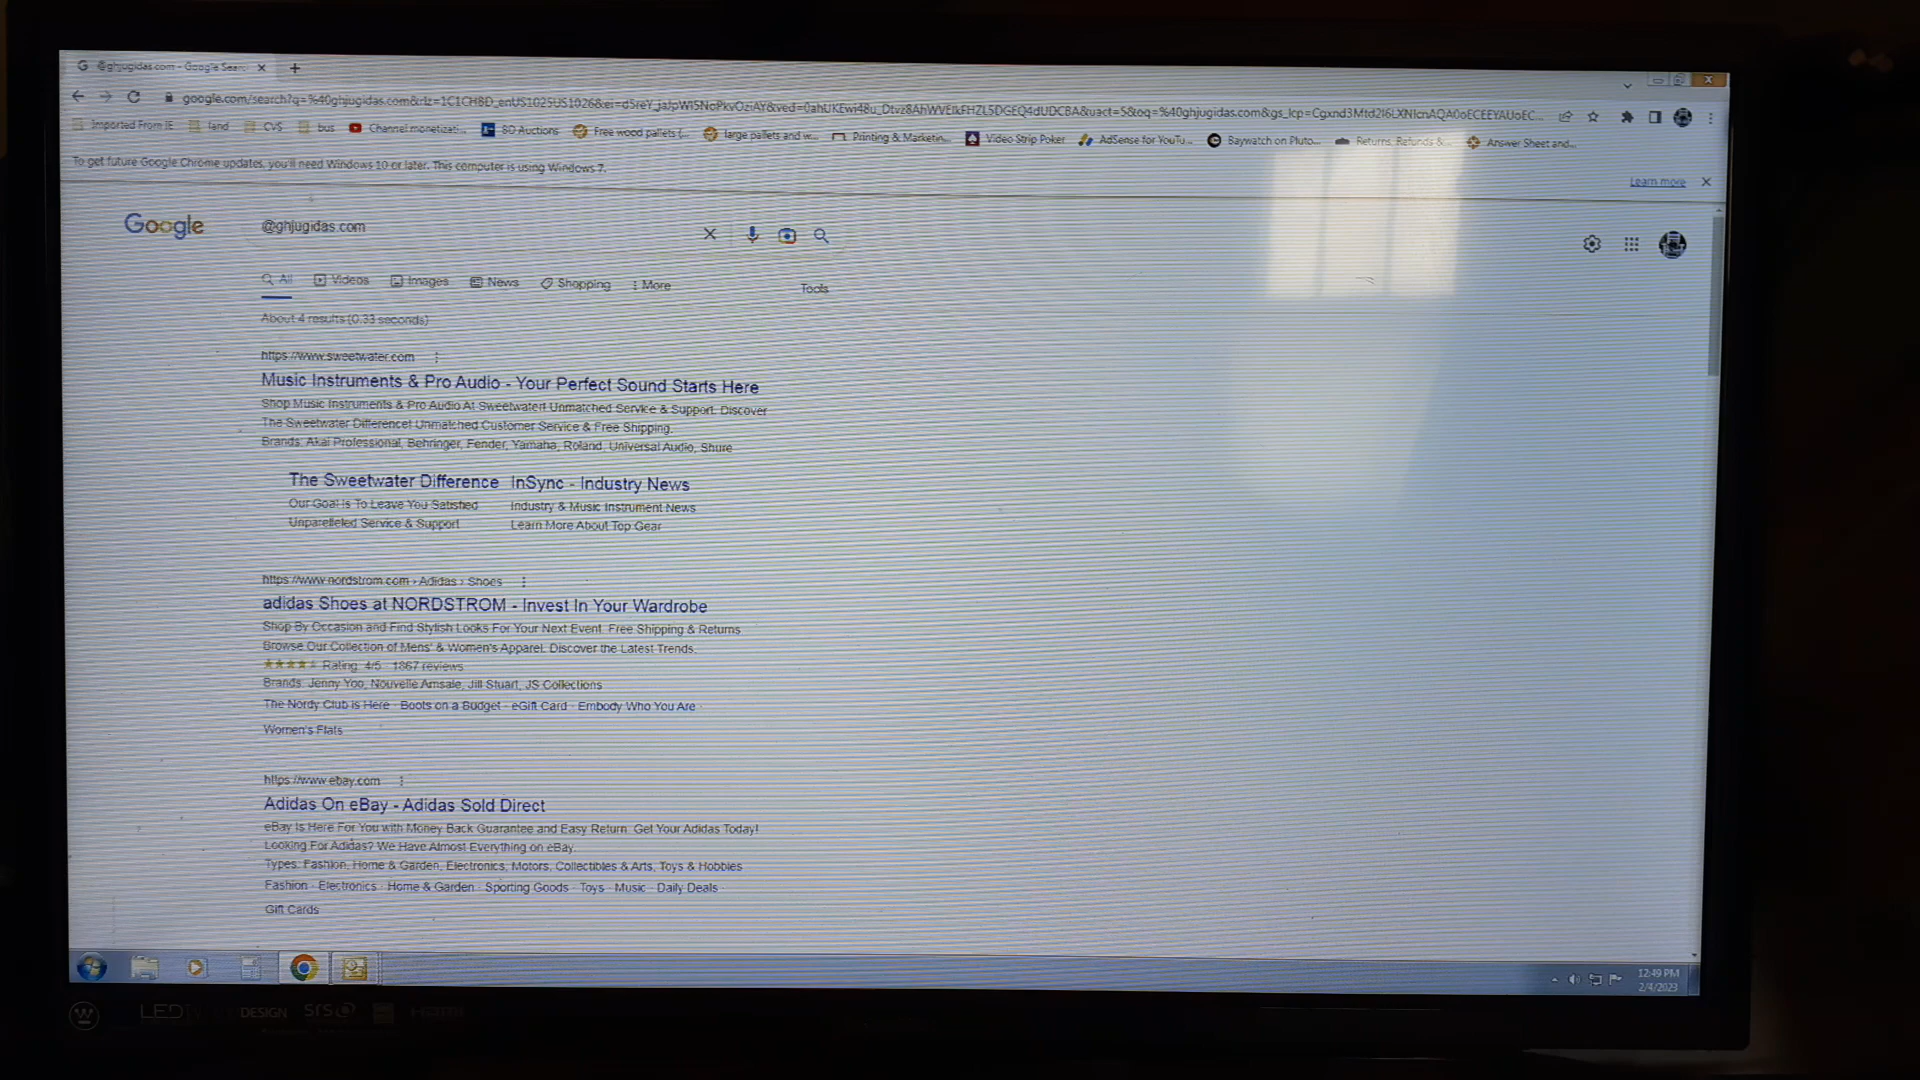 @ghjugidas.com - Google Sear
google.com/search?q=%40ghjugidas.com&rlz=1C1CHBD_enUS1025US1026&ei=
Imported From IE land CVS bus Channel monetizati... BD Auctions Free wood pallets (... large pallets and w... Printing & Marketin... Video Strip Poker AdSense for YouTu... Baywatch on Pluto... Returns, Refunds &... Answer Sheet and...
To get future Google Chrome updates, you'll need Windows 10 or later. This computer is using Windows 7.
Learn more
Google @ghjugidas.com
All Videos Images News Shopping More Tools
About 4 results (0.33 seconds)
https://www.sweetwater.com
Music Instruments & Pro Audio - Your Perfect Sound Starts Here
Shop Music Instruments & Pro Audio At Sweetwater! Unmatched Service & Support. Discover
The Sweetwater Difference! Unmatched Customer Service & Free Shipping.
Brands: Akai Professional, Behringer, Fender, Yamaha, Roland, Universal Audio, Shure
The Sweetwater Difference InSync - Industry News
Our Goal Is To Leave You Satisfied Industry & Music Instrument News
Unparelleled Service & Support Learn More About Top Gear
https://www.nordstrom.com › Adidas › Shoes
adidas Shoes at NORDSTROM - Invest In Your Wardrobe
Shop By Occasion and Find Stylish Looks For Your Next Event. Free Shipping & Returns
Browse Our Collection of Mens' & Women's Apparel. Discover the Latest Trends.
Rating: 4/5 · 1867 reviews
Brands: Jenny Yoo, Nouvelle Amsale, Jill Stuart, JS Collections
The Nordy Club is Here · Boots on a Budget · eGift Card · Embody Who You Are ·
Women's Flats
https://www.ebay.com
Adidas On eBay - Adidas Sold Direct
eBay Is Here For You with Money Back Guarantee and Easy Return. Get Your Adidas Today!
Looking For Adidas? We Have Almost Everything on eBay.
Types: Fashion, Home & Garden, Electronics, Motors, Collectibles & Arts, Toys & Hobbies
Fashion · Electronics · Home & Garden · Sporting Goods · Toys · Music · Daily Deals ·
Gift Cards
12:49 PM
2/4/2023
LED DESIGN SRS HDMI